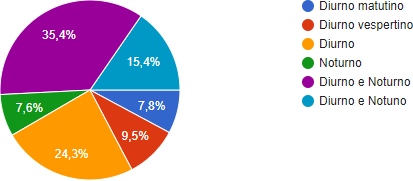 35,4%
15,4%
7,6%
7,8%
24,3%
9,5%
Diurno matutino
Diurno vespertino
Diurno
Noturno
Diurno e Noturno
Diurno e Notuno